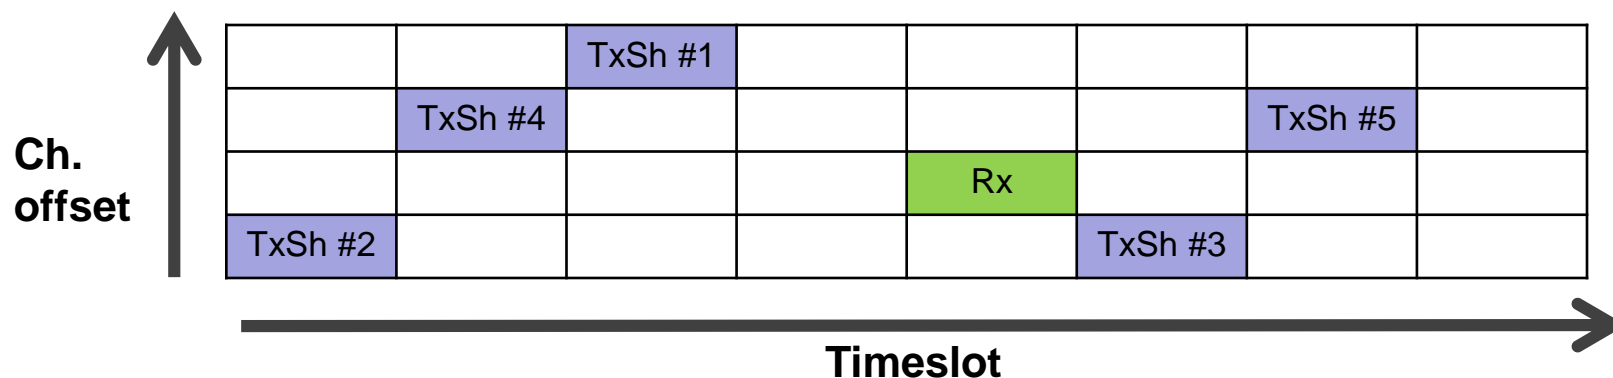 TxSh #1
TxSh #4
TxSh #5
Ch.
offset
Rx
TxSh #2
TxSh #3
Timeslot